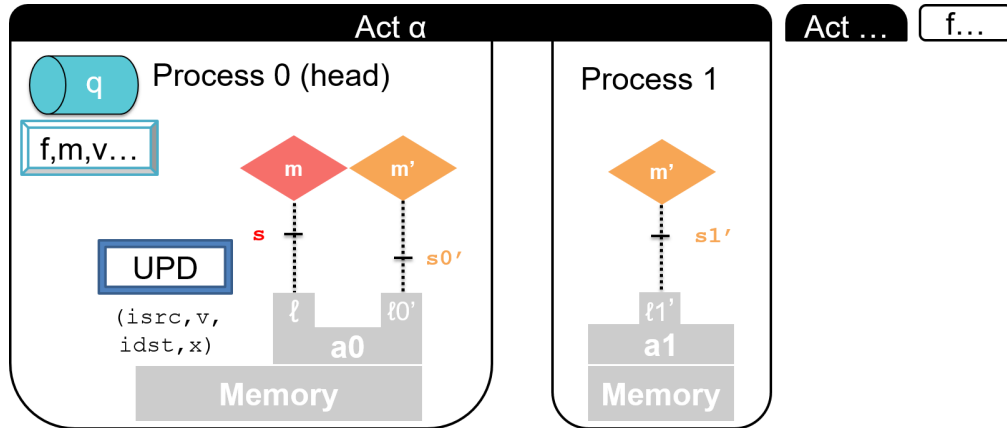 Act α
Act …
f…
q
Process 0 (head)
Process 1
f,m,v…
m
m’
m’
s
s0’
s1’
UPD
(isrc,v,
idst,x)
ℓ
ℓ0’
ℓ1’
a0
a1
Memory
Memory